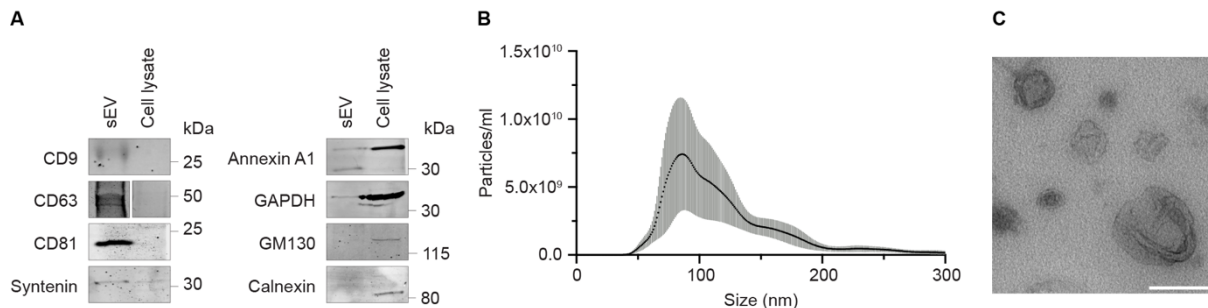 A
sEV
Cell lysate
kDa
CD9
25
CD63
50
CD81
25
Syntenin
30
sEV
Cell lysate
kDa
Annexin A1
30
GAPDH
30
GM130
115
Calnexin
80
B
Particles/ml
1.5x10¹⁰
1.0x10¹⁰
5.0x10⁹
0.0
0
100
200
300
Size (nm)
C